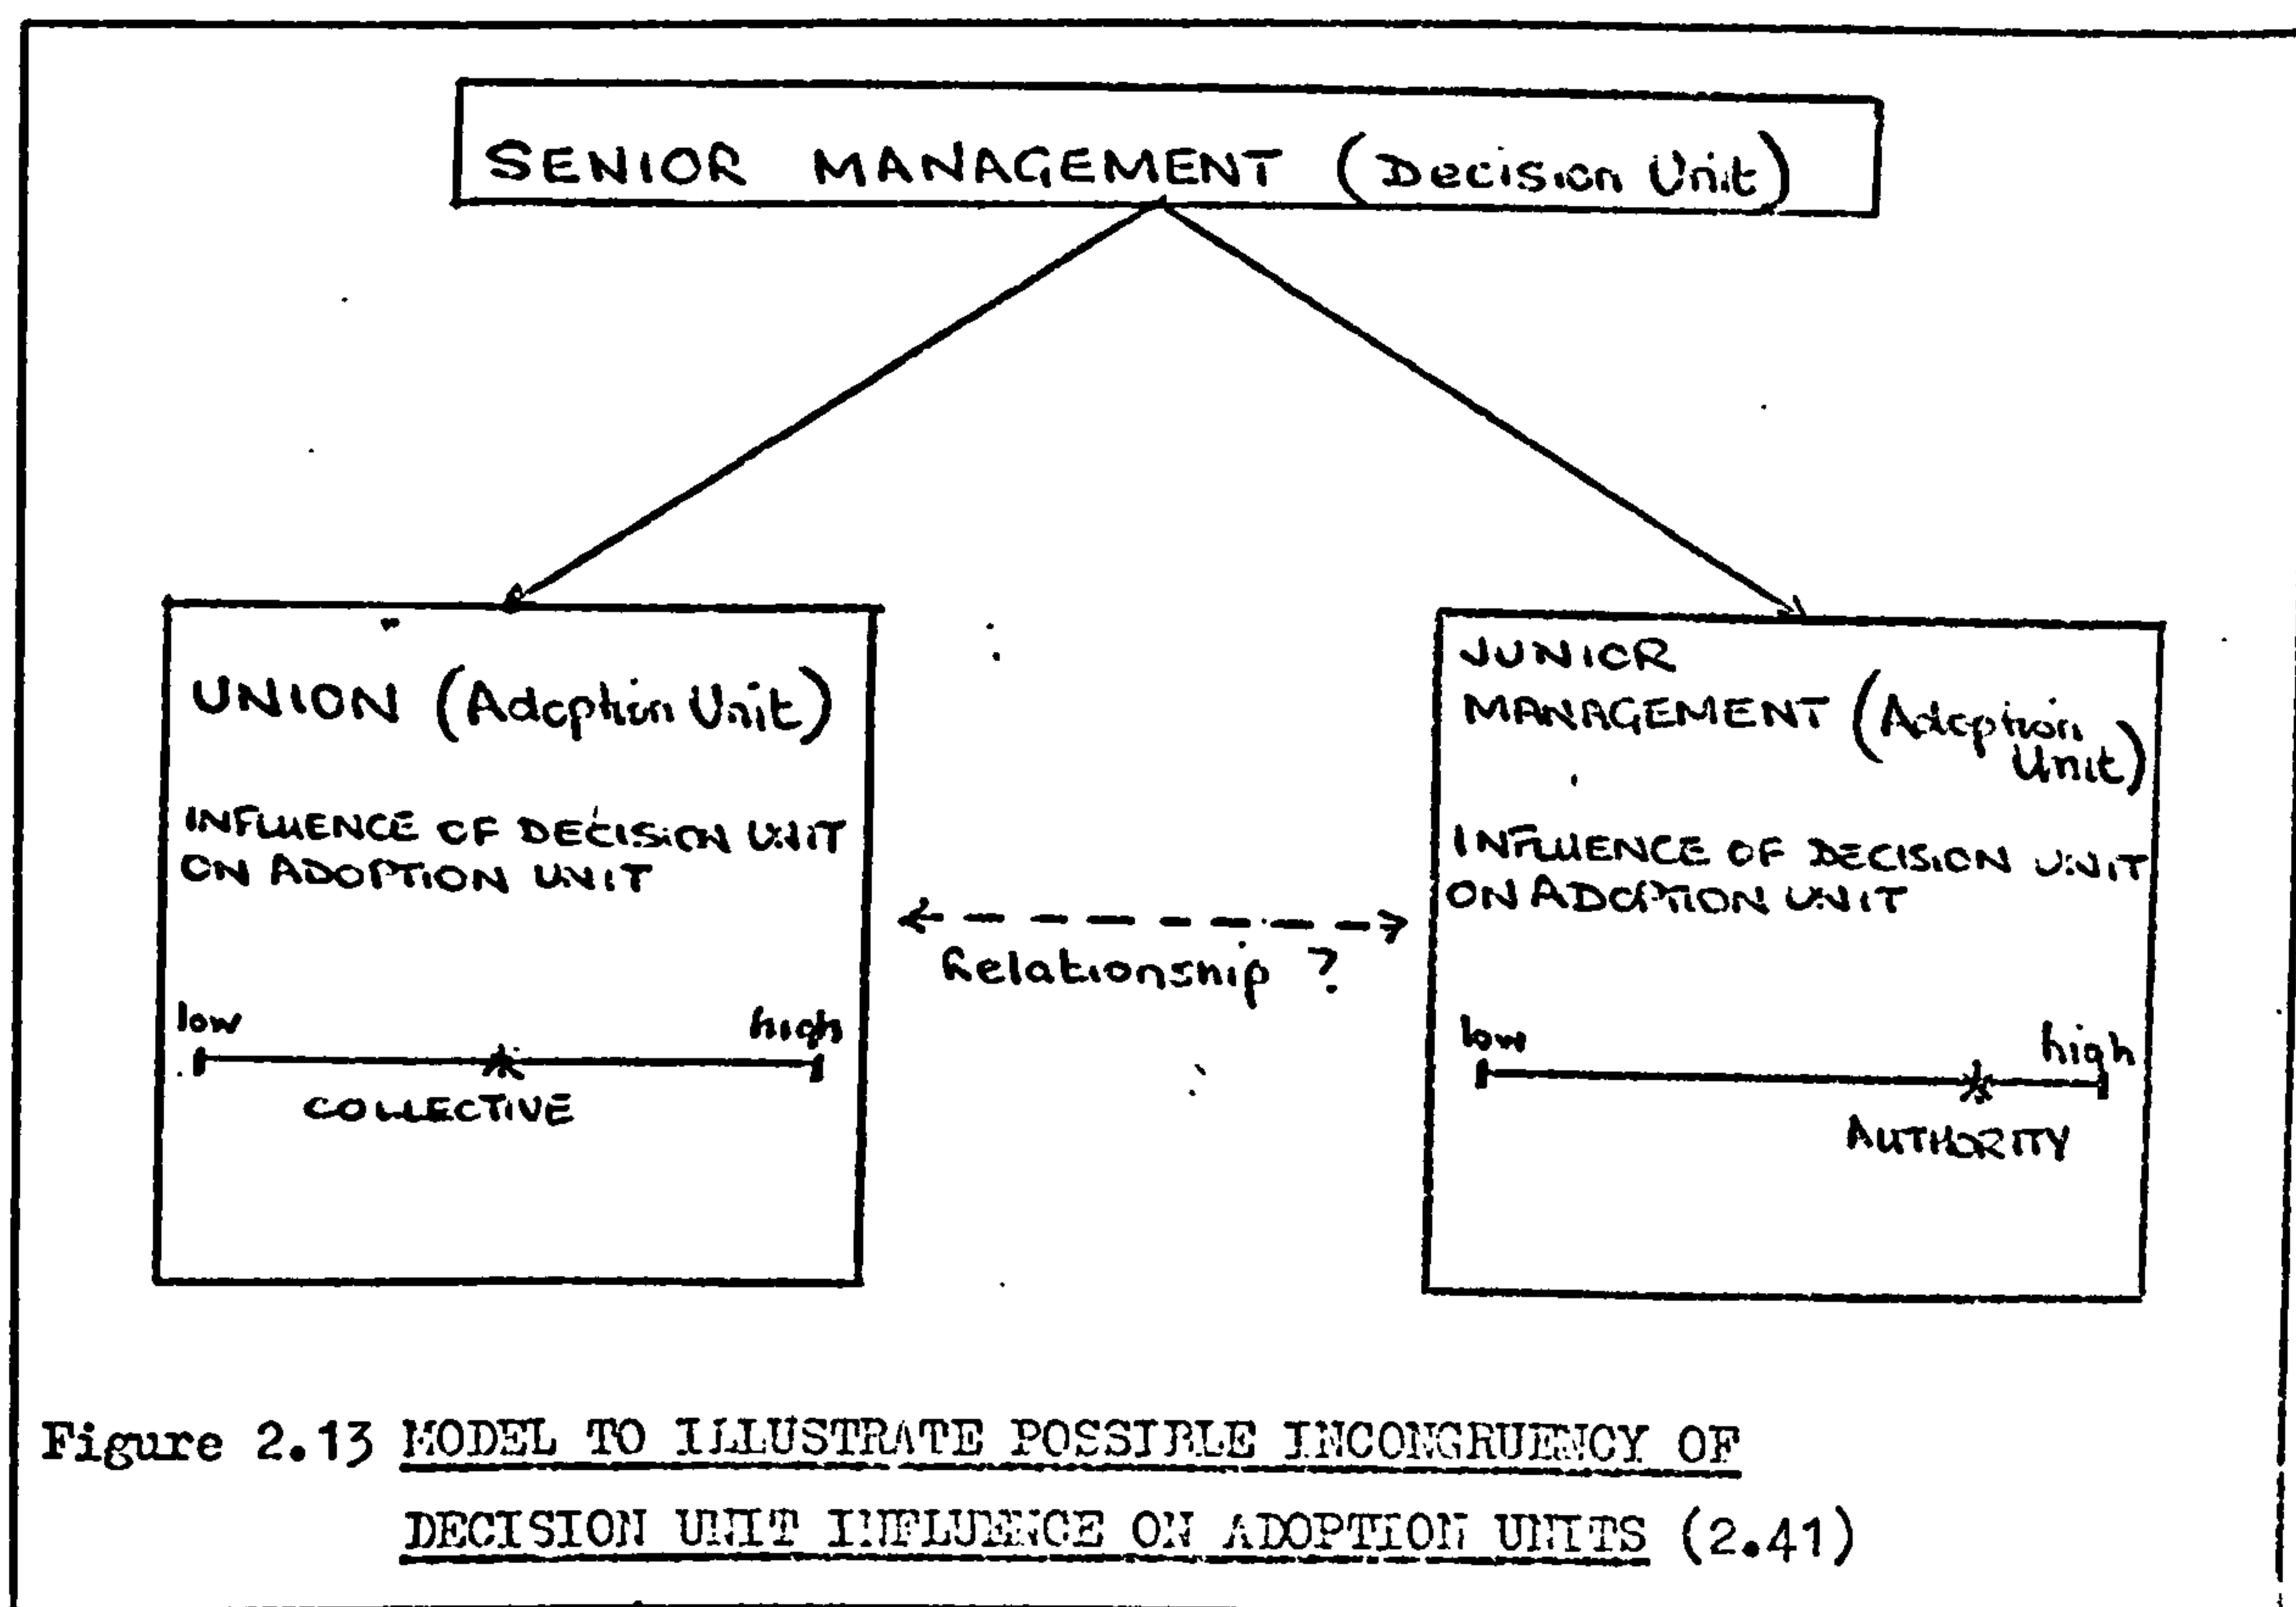 SENIOR MANAGEMENT (Decision Unit)
UNION (Adoption Unit)
INFLUENCE OF DECISION UNIT
ON ADOPTION UNIT
low high
COLLECTIVE
Relationship ?
JUNIOR
MANAGEMENT (Adoption
Unit)
INFLUENCE OF DECISION UNIT
ON ADOPTION UNIT
low high
AUTHORITY
Figure 2.13 MODEL TO ILLUSTRATE POSSIBLE INCONGRUENCY OF
DECISION UNIT INFLUENCE ON ADOPTION UNITS (2.41)